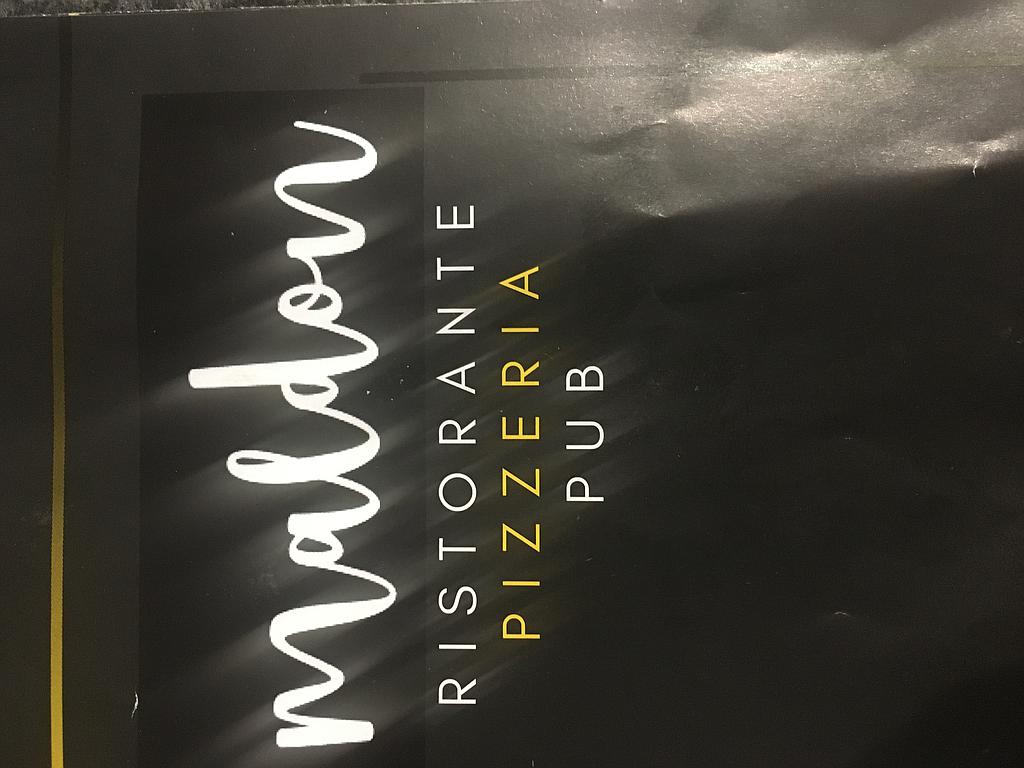 maldon
RISTORANTE
PIZZERIA
PUB